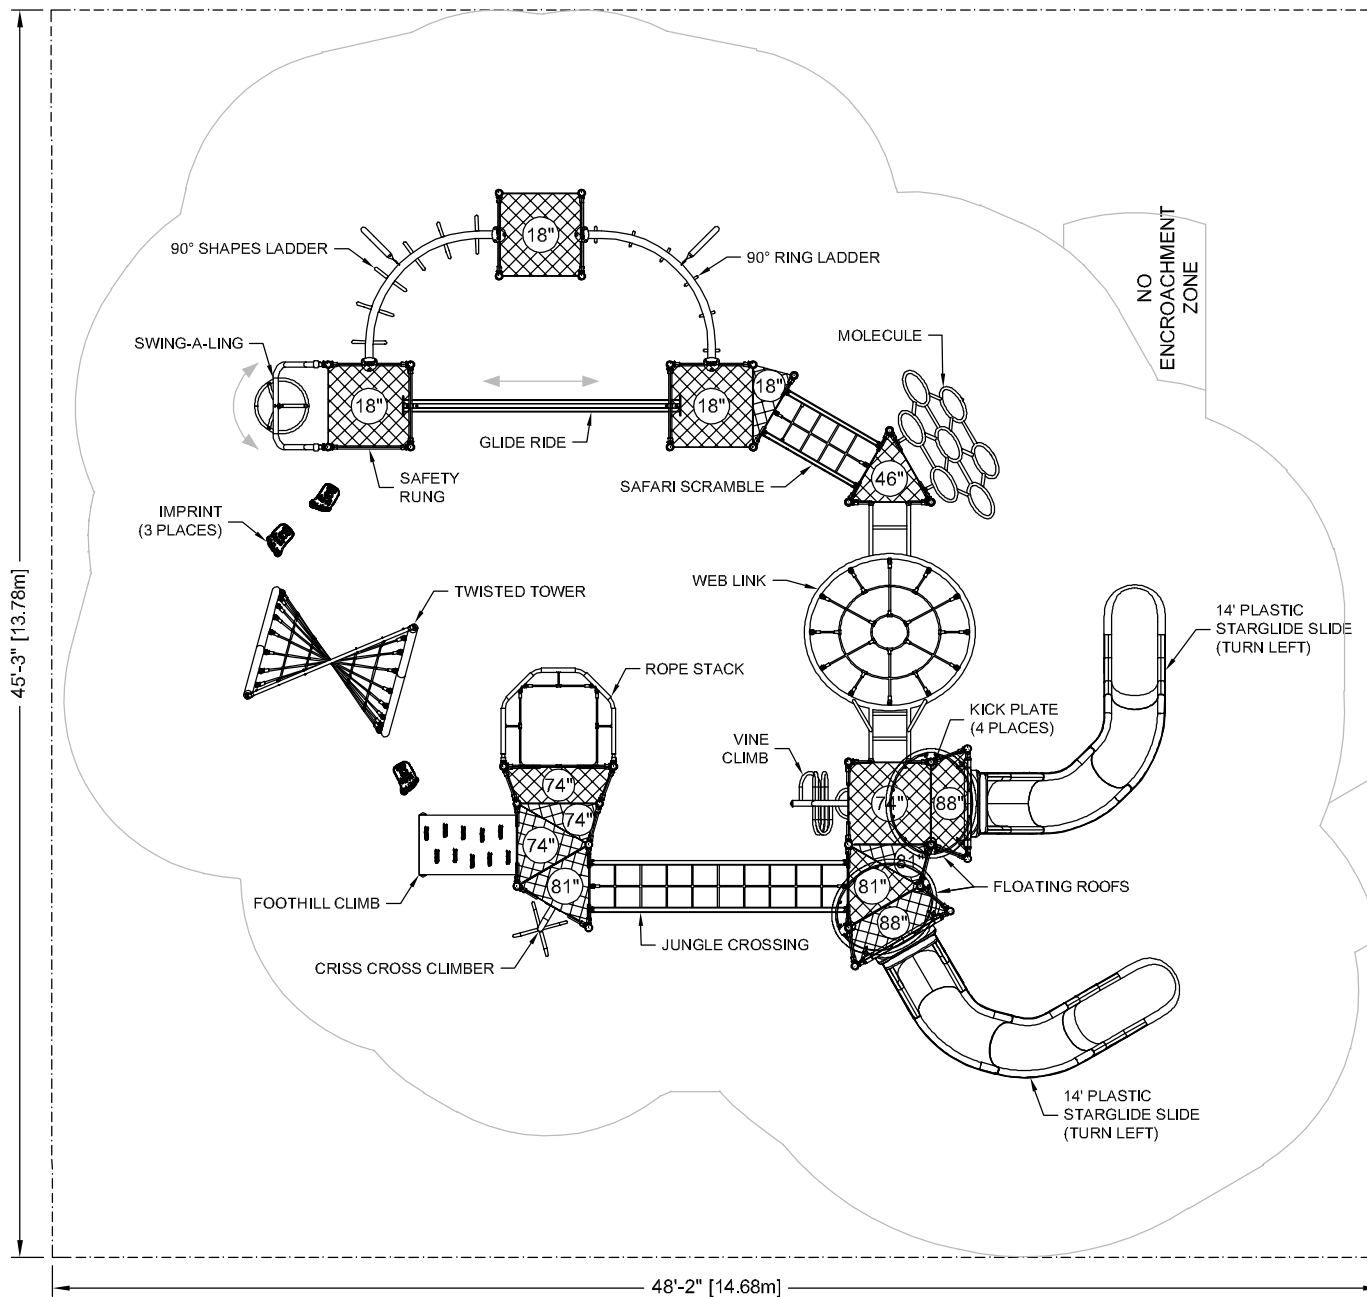 18"
90° SHAPES LADDER
90° RING LADDER
NO
ENCROACHMENT
ZONE
SWING-A-LING
MOLECULE
18"
18"
18"
GLIDE RIDE
SAFETY
RUNG
SAFARI SCRAMBLE
46"
IMPRINT
(3 PLACES)
WEB LINK
TWISTED TOWER
14' PLASTIC
STARGLIDE SLIDE
(TURN LEFT)
ROPE STACK
KICK PLATE
(4 PLACES)
VINE
CLIMB
74"
74"
74"
81"
74"
88"
81"
81"
88"
FLOATING ROOFS
FOOTHILL CLIMB
JUNGLE CROSSING
CRISS CROSS CLIMBER
14' PLASTIC
STARGLIDE SLIDE
(TURN LEFT)
45'-3" [13.78m]
48'-2" [14.68m]